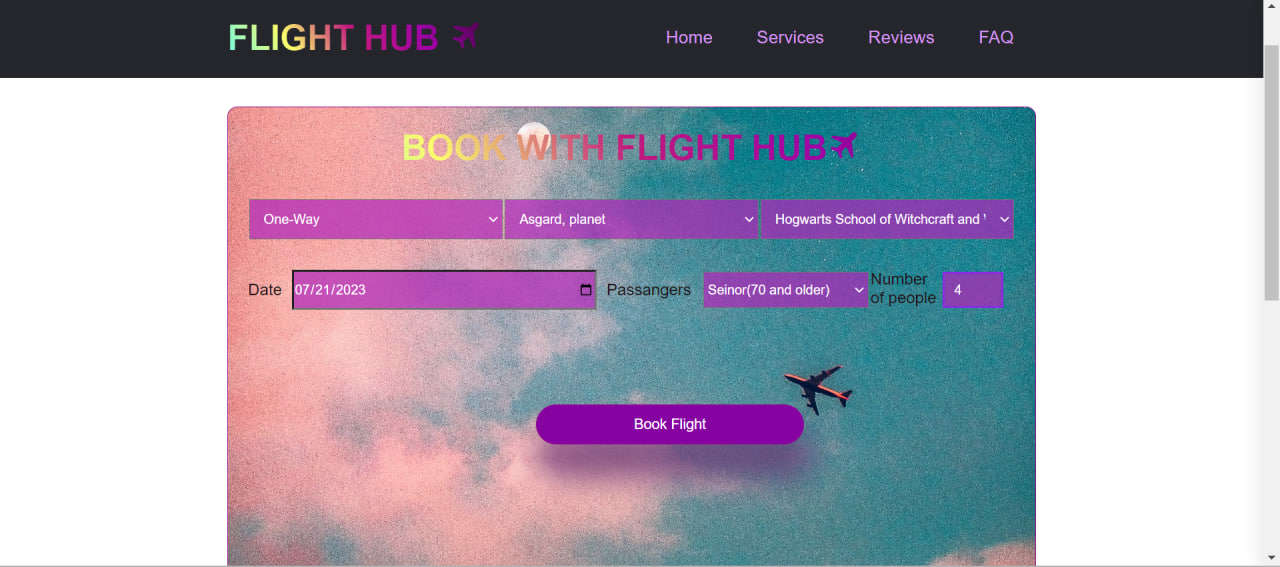 FLIGHT HUB
Home Services Reviews FAQ
BOOK WITH FLIGHT HUB
One-Way
Asgard, planet
Hogwarts School of Witchcraft and
Date
07/21/2023
Passangers
Seinor(70 and older)
Number
of people
4
Book Flight